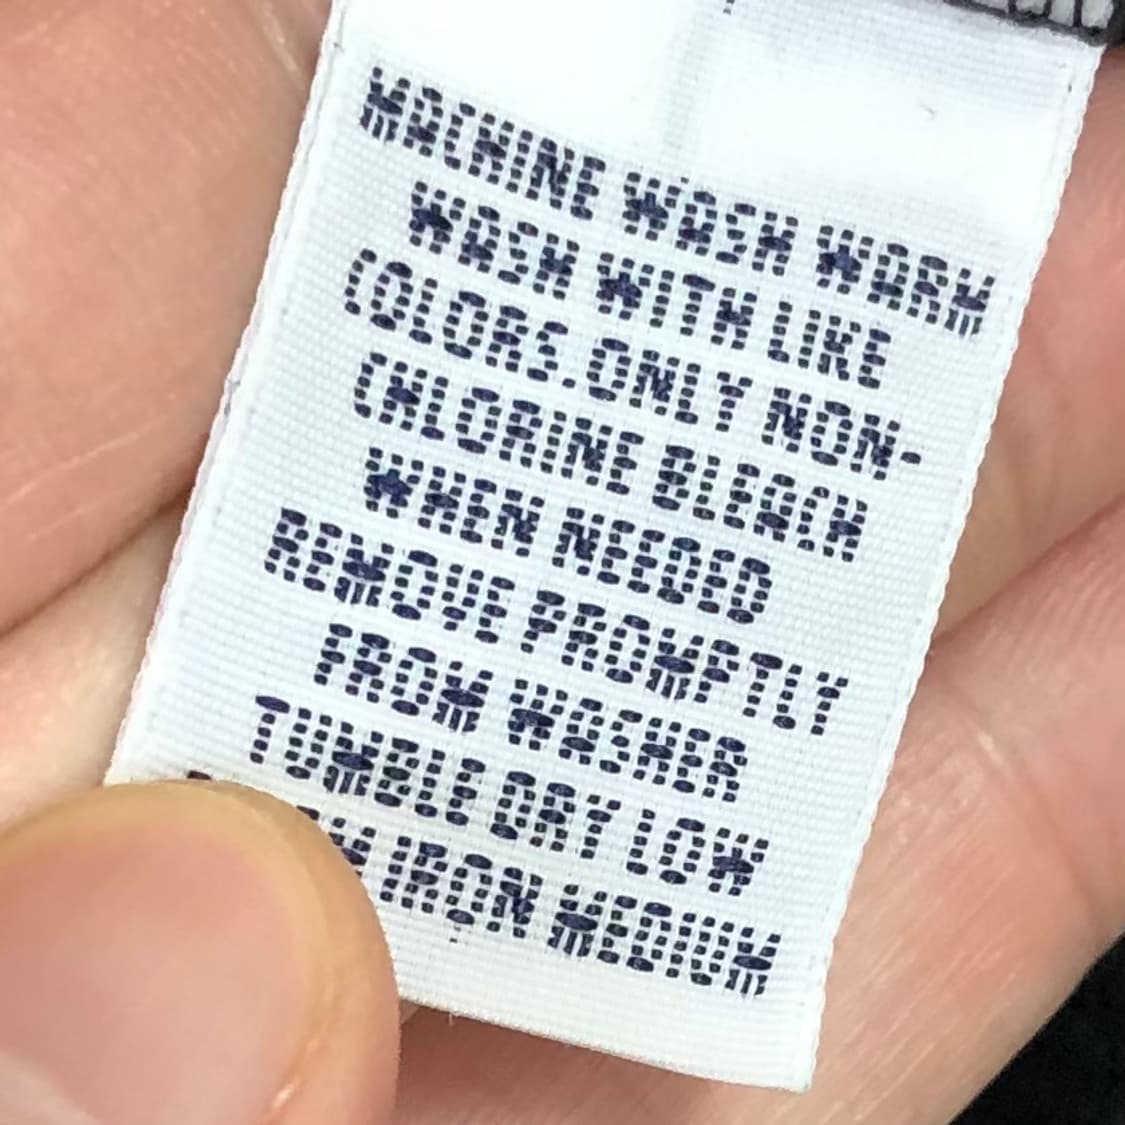 MACHINE WASH WARM
WASH WITH LIKE
COLORS.ONLY NON-
CHLORINE BLEACH
WHEN NEEDED
REMOVE PROMPTLY
FROM WASHER
TUMBLE DRY LOW
IRON MEDIUM